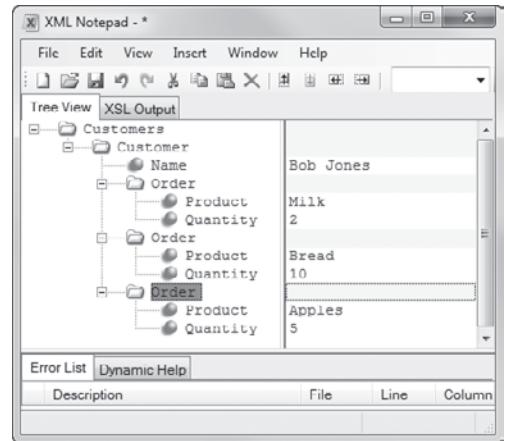 XML Notepad - *
File Edit View Insert Window Help
Tree View XSL Output
Customers
Customer
Name Bob Jones
Order
Product Milk
Quantity 2
Order
Product Bread
Quantity 10
Order
Product Apples
Quantity 5
Error List Dynamic Help
Description File Line Column